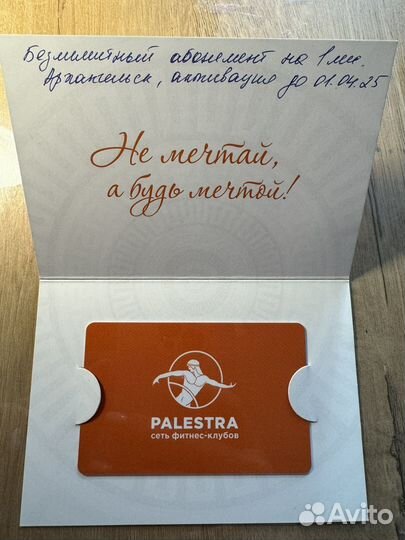 Безлимитный абонемент на 1 мес.
Архангельск, активация до 01.04.25
Не мечтай,
а будь мечтой!
PALESTRA
сеть фитнес-клубов
Avito